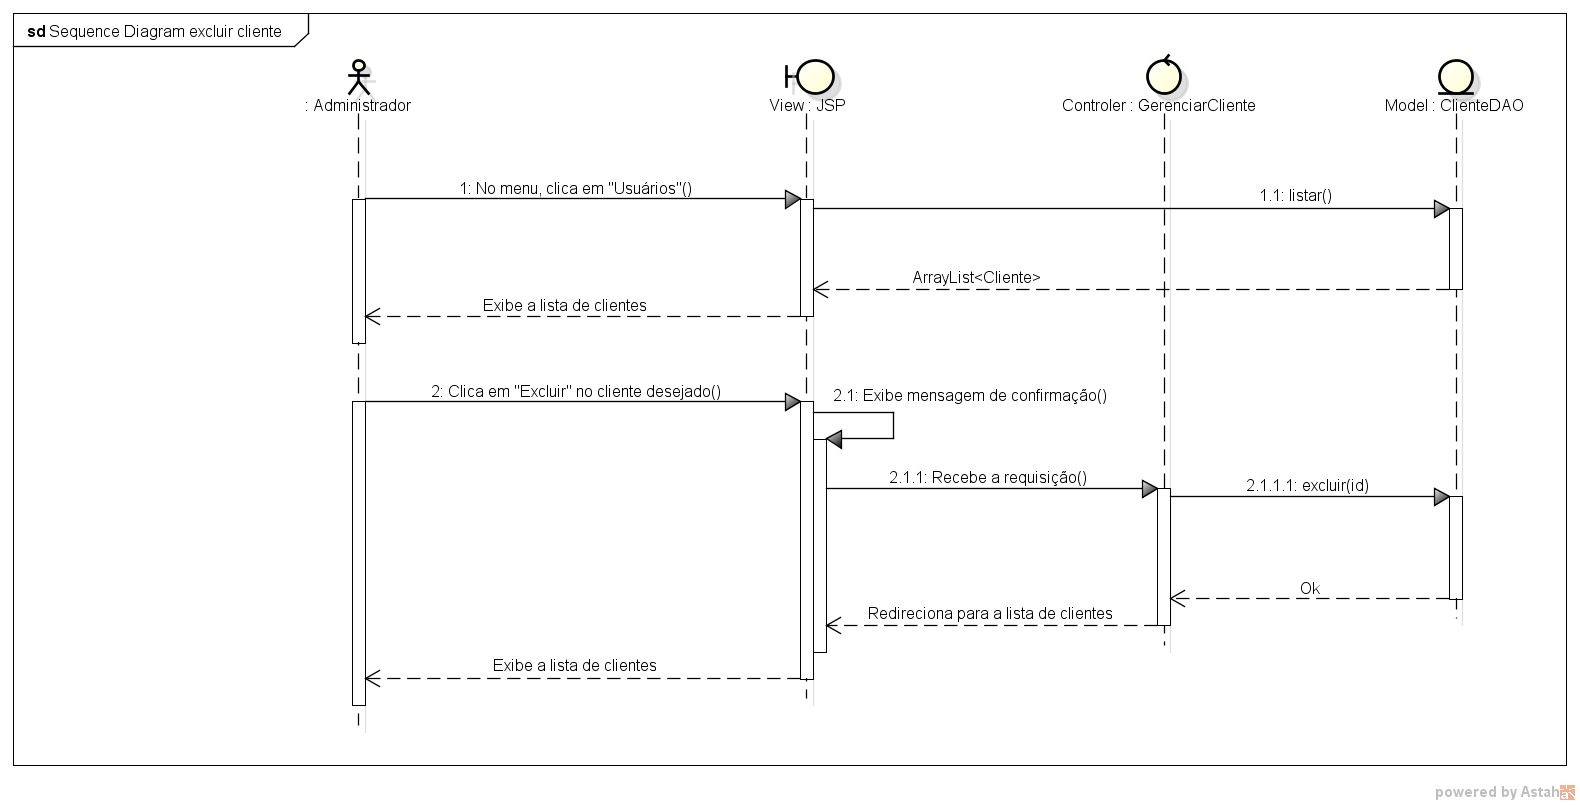 sd Sequence Diagram excluir cliente
: Administrador
View : JSP
Controler : GerenciarCliente
Model : ClienteDAO
1: No menu, clica em "Usuários"()
1.1: listar()
ArrayList<Cliente>
Exibe a lista de clientes
2: Clica em "Excluir" no cliente desejado()
2.1: Exibe mensagem de confirmação()
2.1.1: Recebe a requisição()
2.1.1.1: excluir(id)
Ok
Redireciona para a lista de clientes
Exibe a lista de clientes
powered by Astah